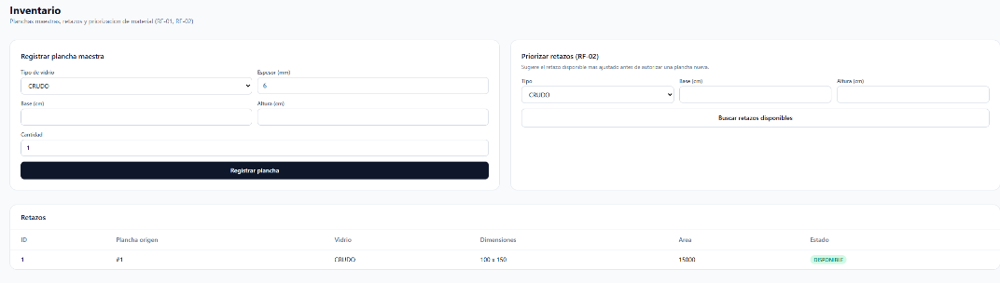 Inventario
Planchas maestras, retazos y priorizacion de material (RF-01, RF-02)
Registrar plancha maestra
Tipo de vidrio
Espesor (mm)
CRUDO
6
Base (cm)
Altura (cm)
Cantidad
1
Registrar plancha
Priorizar retazos (RF-02)
Sugiere el retazo disponible mas ajustado antes de autorizar una plancha nueva.
Tipo
Base (cm)
Altura (cm)
CRUDO
Buscar retazos disponibles
Retazos
ID Plancha origen Vidrio Dimensiones Area Estado
1 #1 CRUDO 100 x 150 15000 DISPONIBLE